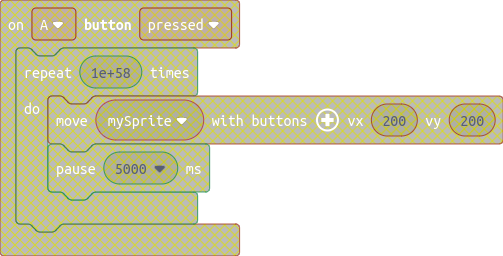 on A button pressed
repeat 1e+58 times
do
move mySprite with buttons + vx 200 vy 200
pause 5000 ms